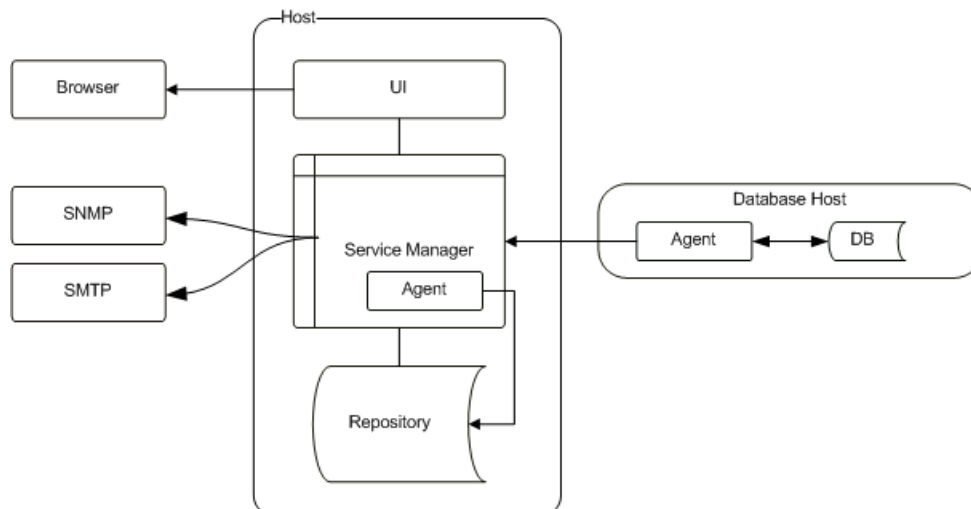 Host
Browser
UI
SNMP
Service Manager
Database Host
Agent
DB
SMTP
Agent
Repository